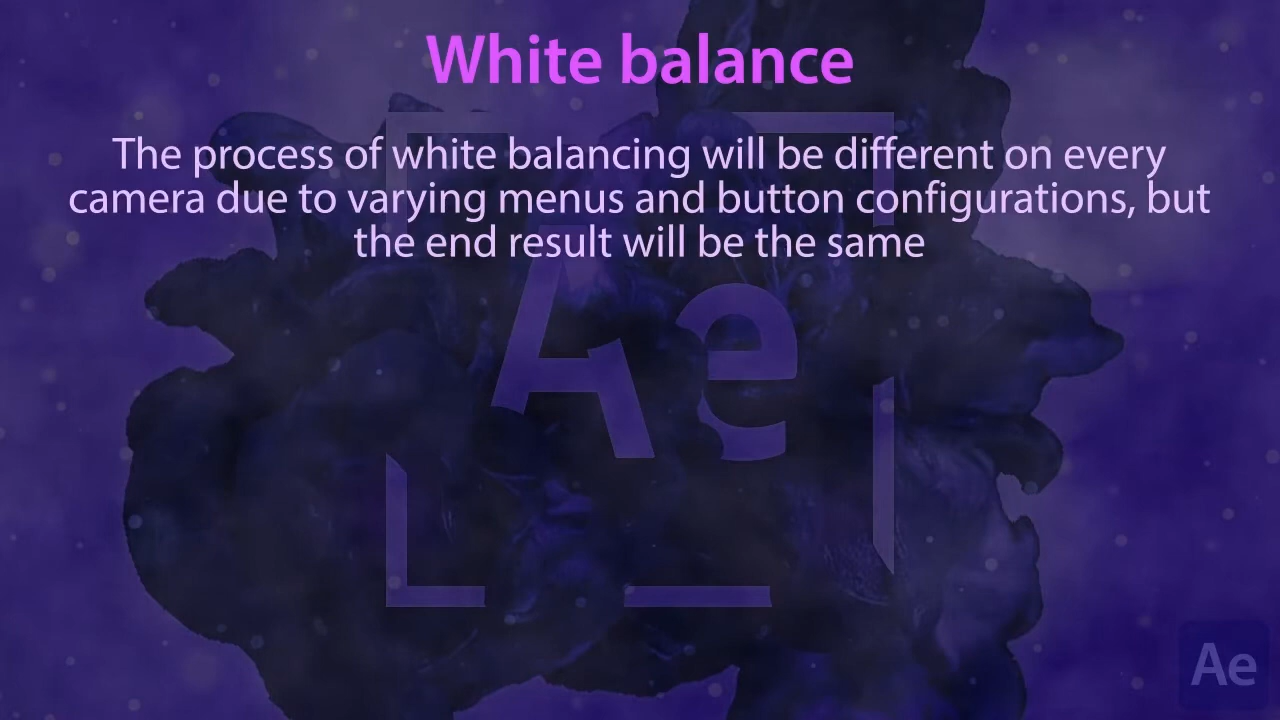 White balance
The process of white balancing will be different on every
camera due to varying menus and button configurations, but
the end result will be the same
Ae
Ae